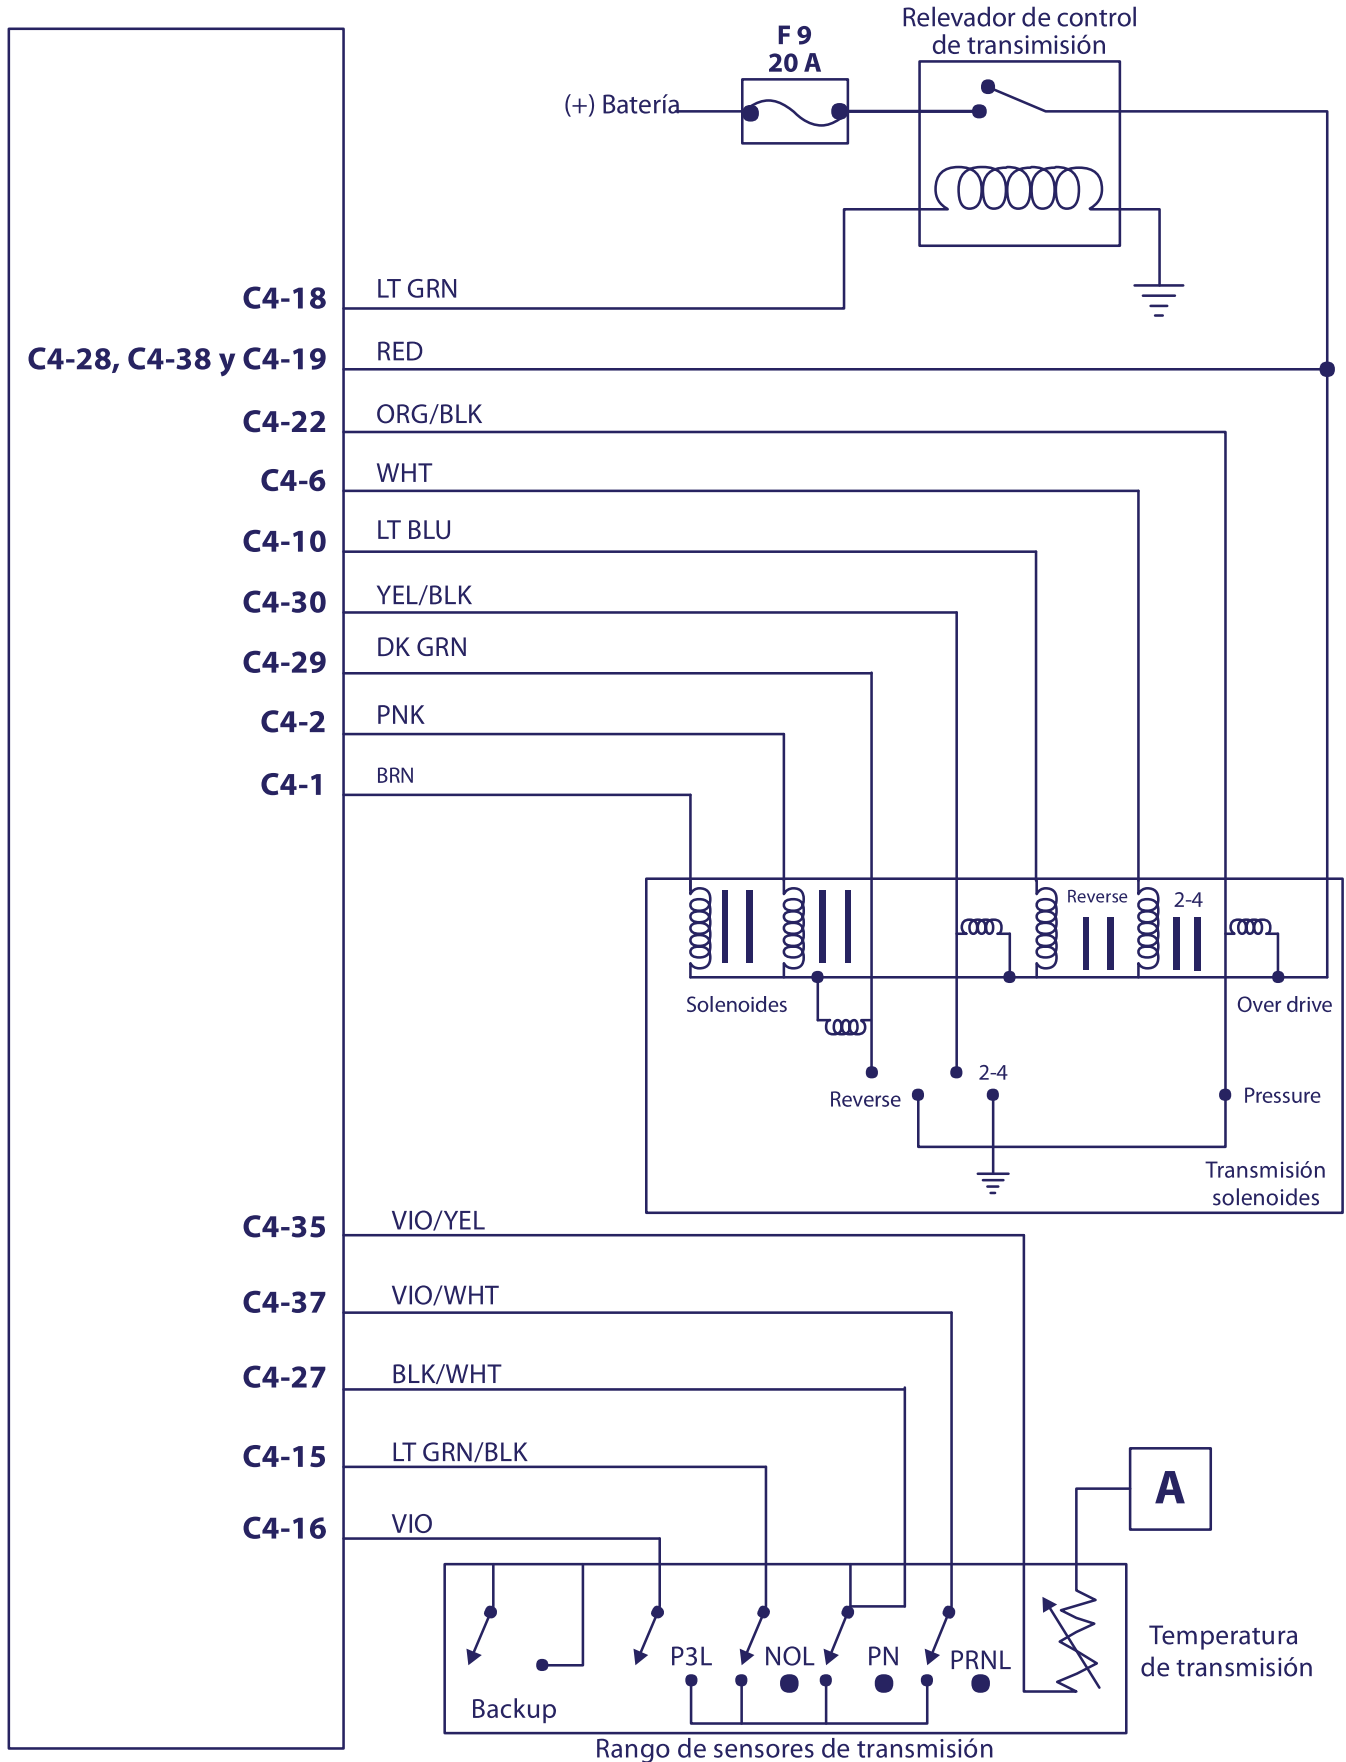 Relevador de control
de transimisión
F 9
20 A
(+) Batería
C4-18
LT GRN
C4-28, C4-38 y C4-19
RED
C4-22
ORG/BLK
C4-6
WHT
C4-10
LT BLU
C4-30
YEL/BLK
C4-29
DK GRN
C4-2
PNK
C4-1
BRN
Reverse
2-4
Solenoides
Over drive
2-4
Reverse
Pressure
Transmisión
solenoides
C4-35
VIO/YEL
C4-37
VIO/WHT
C4-27
BLK/WHT
C4-15
LT GRN/BLK
A
C4-16
VIO
P3L
NOL
PN
PRNL
Temperatura
de transmisión
Backup
Rango de sensores de transmisión